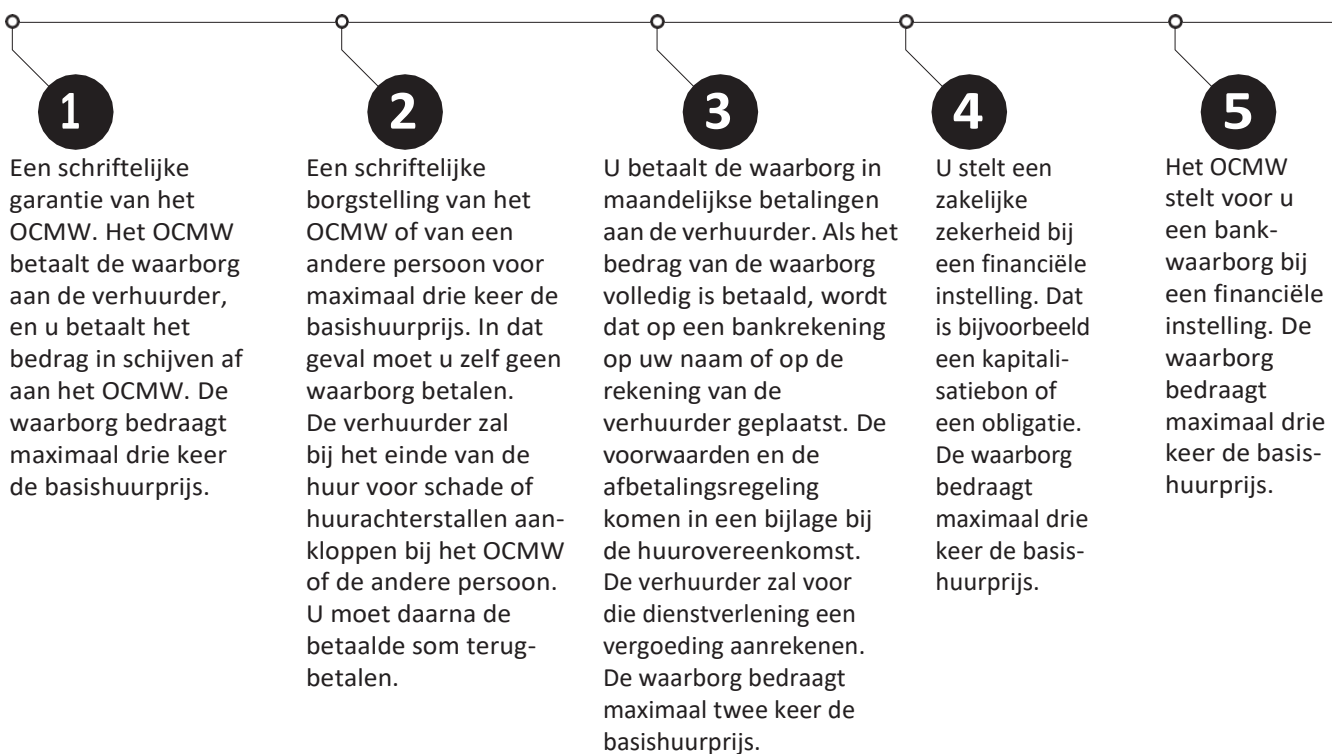 1
Een schriftelijke
garantie van het
OCMW. Het OCMW
betaalt de waarborg
aan de verhuurder,
en u betaalt het
bedrag in schijven af
aan het OCMW. De
waarborg bedraagt
maximaal drie keer
de basishuurprijs.
2
Een schriftelijke
borgstelling van het
OCMW of van een
andere persoon voor
maximaal drie keer de
basishuurprijs. In dat
geval moet u zelf geen
waarborg betalen.
De verhuurder zal
bij het einde van de
huur voor schade of
huurachterstallen aan-
kloppen bij het OCMW
of de andere persoon.
U moet daarna de
betaalde som terug-
betalen.
3
U betaalt de waarborg in
maandelijkse betalingen
aan de verhuurder. Als het
bedrag van de waarborg
volledig is betaald, wordt
dat op een bankrekening
op uw naam of op de
rekening van de
verhuurder geplaatst. De
voorwaarden en de
afbetalingsregeling
komen in een bijlage bij
de huurovereenkomst.
De verhuurder zal voor
die dienstverlening een
vergoeding aanrekenen.
De waarborg bedraagt
maximaal twee keer de
basishuurprijs.
4
U stelt een
zakelijke
zekerheid bij
een financiële
instelling. Dat
is bijvoorbeeld
een kapitali-
satiebon of
een obligatie.
De waarborg
bedraagt
maximaal drie
keer de basis-
huurprijs.
5
Het OCMW
stelt voor u
een bank-
waarborg bij
een financiële
instelling. De
waarborg
bedraagt
maximaal drie
keer de basis-
huurprijs.